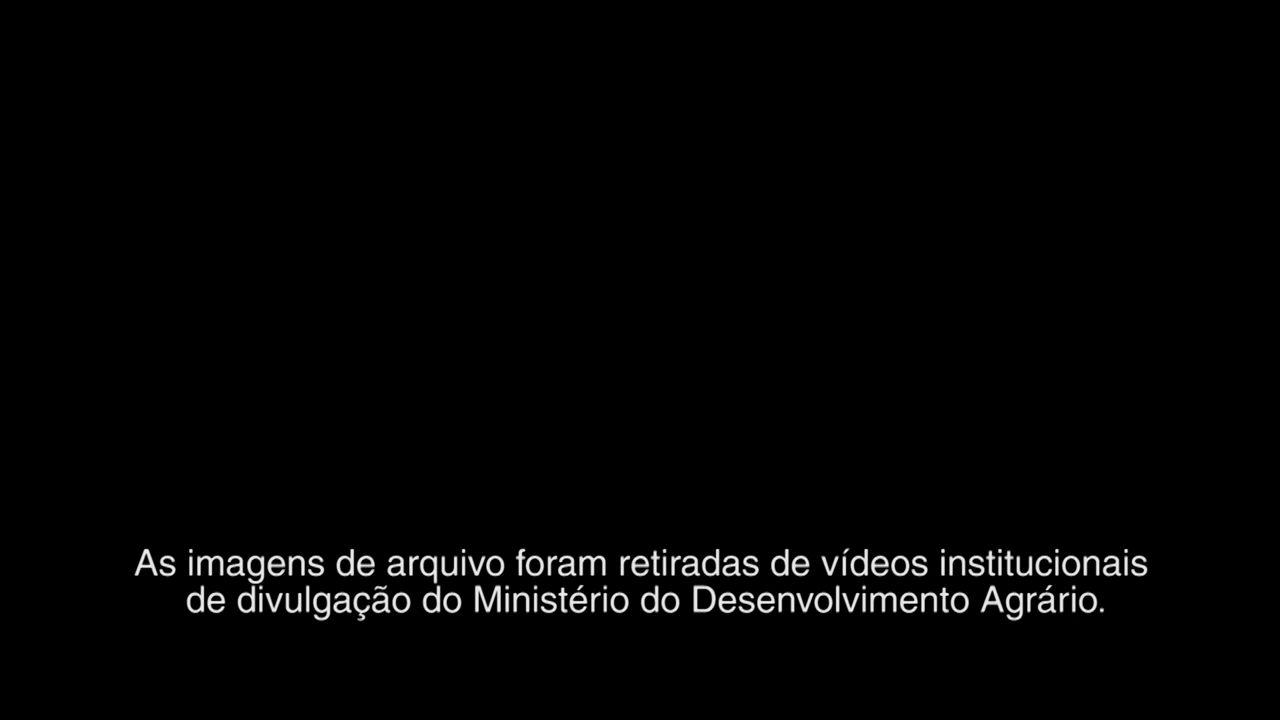 As imagens de arquivo foram retiradas de vídeos institucionais
de divulgação do Ministério do Desenvolvimento Agrário.